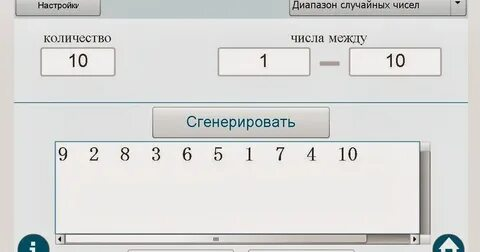 Настройки
Диапазон случайных чисел
количество
числа между
10
1
10
Сгенерировать
9 2 8 3 6 5 1 7 4 10
i